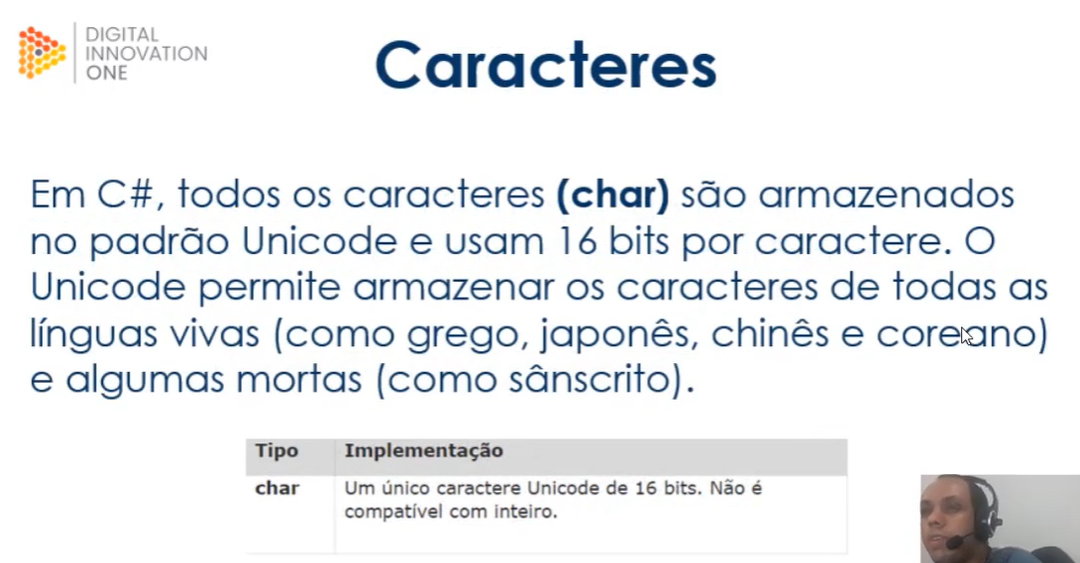 DIGITAL
INNOVATION
ONE
Caracteres
Em C#, todos os caracteres (char) são armazenados
no padrão Unicode e usam 16 bits por caractere. O
Unicode permite armazenar os caracteres de todas as
línguas vivas (como grego, japonês, chinês e coreano)
e algumas mortas (como sânscrito).
Tipo Implementação
char Um único caractere Unicode de 16 bits. Não é
compatível com inteiro.